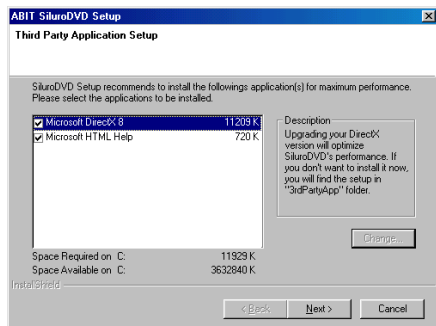 ABIT SiluroDVD Setup
Third Party Application Setup
SiluroDVD Setup recommends to install the followings application(s) for maximum performance.
Please select the applications to be installed.
Microsoft DirectX 8 11209 K
Microsoft HTML Help 720 K
Description
Upgrading your DirectX
version will optimize
SiluroDVD's performance. If
you don't want to install it now,
you will find the setup in
"3rdPartyApp" folder.
Change...
Space Required on C: 11929 K
Space Available on C: 3632840 K
InstallShield
< Back
Next >
Cancel